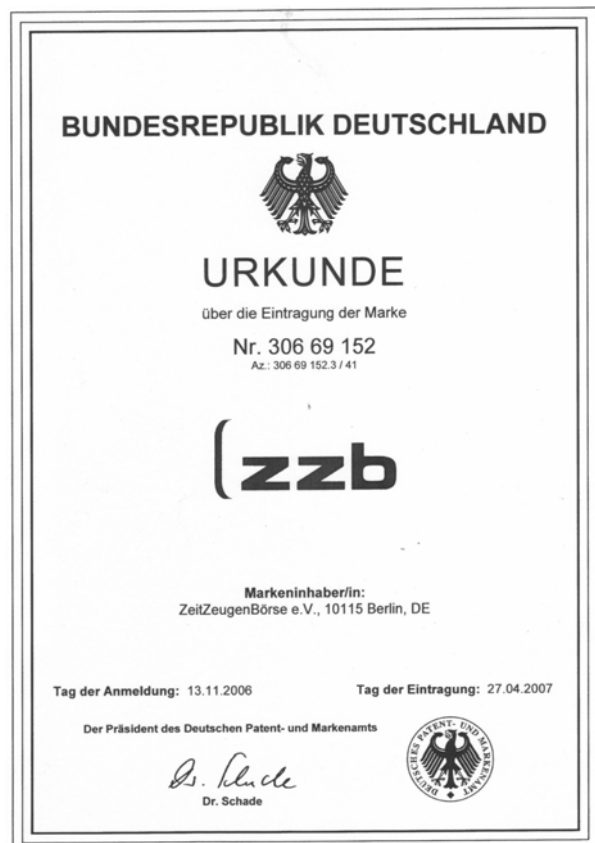 BUNDESREPUBLIK DEUTSCHLAND
URKUNDE
über die Eintragung der Marke
Nr. 306 69 152
Az.: 306 69 152.3 / 41
zzb
Markeninhaber/in:
ZeitZeugenBörse e.V., 10115 Berlin, DE
Tag der Anmeldung: 13.11.2006
Tag der Eintragung: 27.04.2007
Der Präsident des Deutschen Patent- und Markenamts
Dr. Schade
Dr. Schade
DEUTSCHES PATENT- UND MARKENAMT